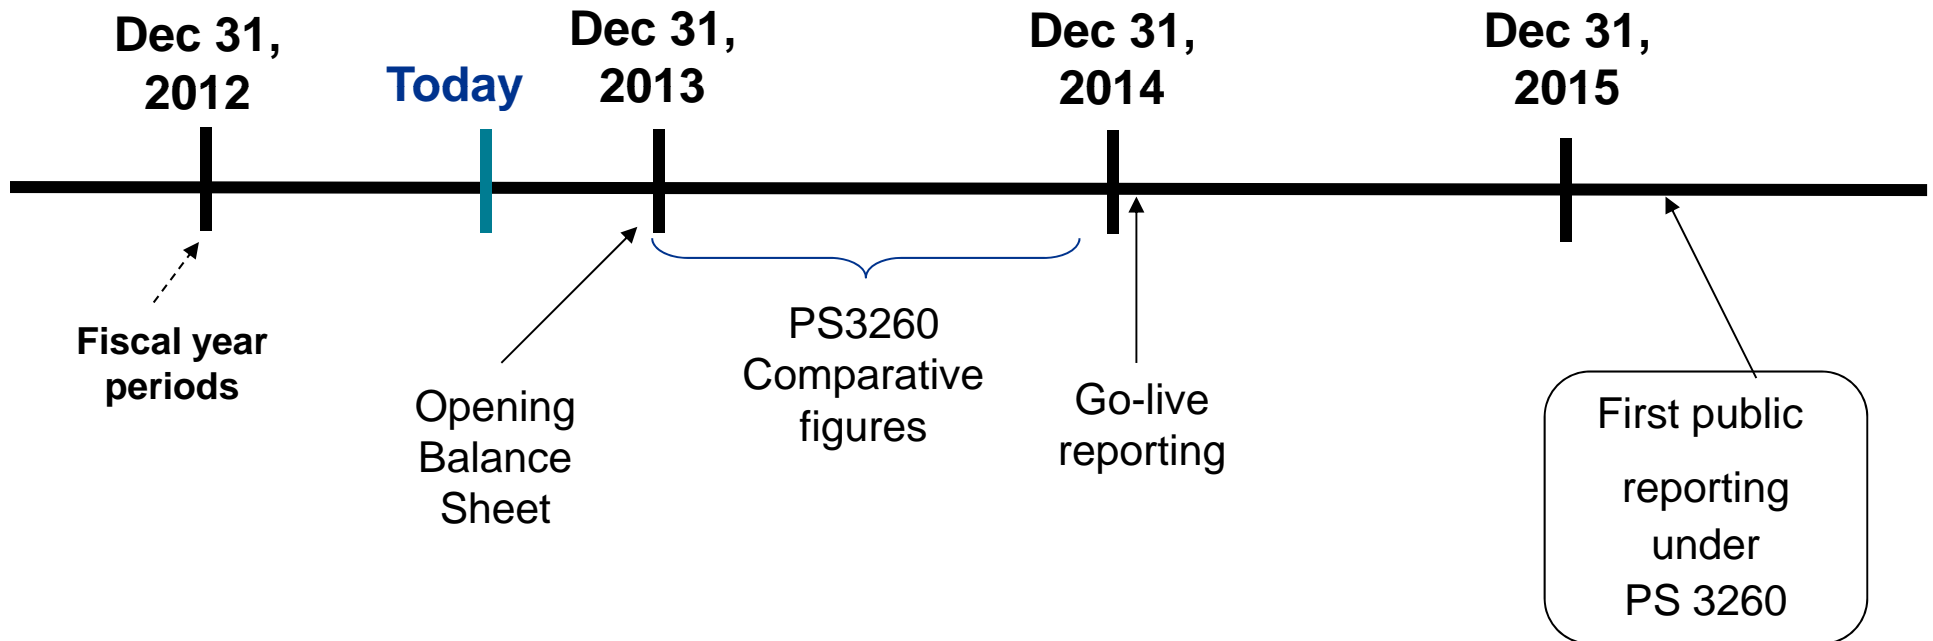 Dec 31,
2012
Today
Dec 31,
2013
Dec 31,
2014
Dec 31,
2015
Fiscal year
periods
Opening
Balance
Sheet
PS3260
Comparative
figures
Go-live
reporting
First public
reporting
under
PS 3260